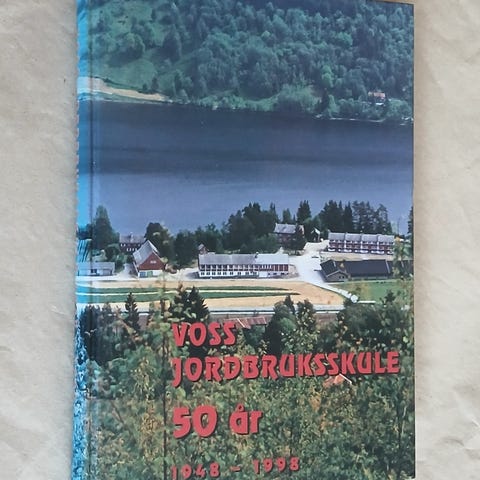 VOSS
JORDBRUKSSKULE
50 år
1948 - 1998